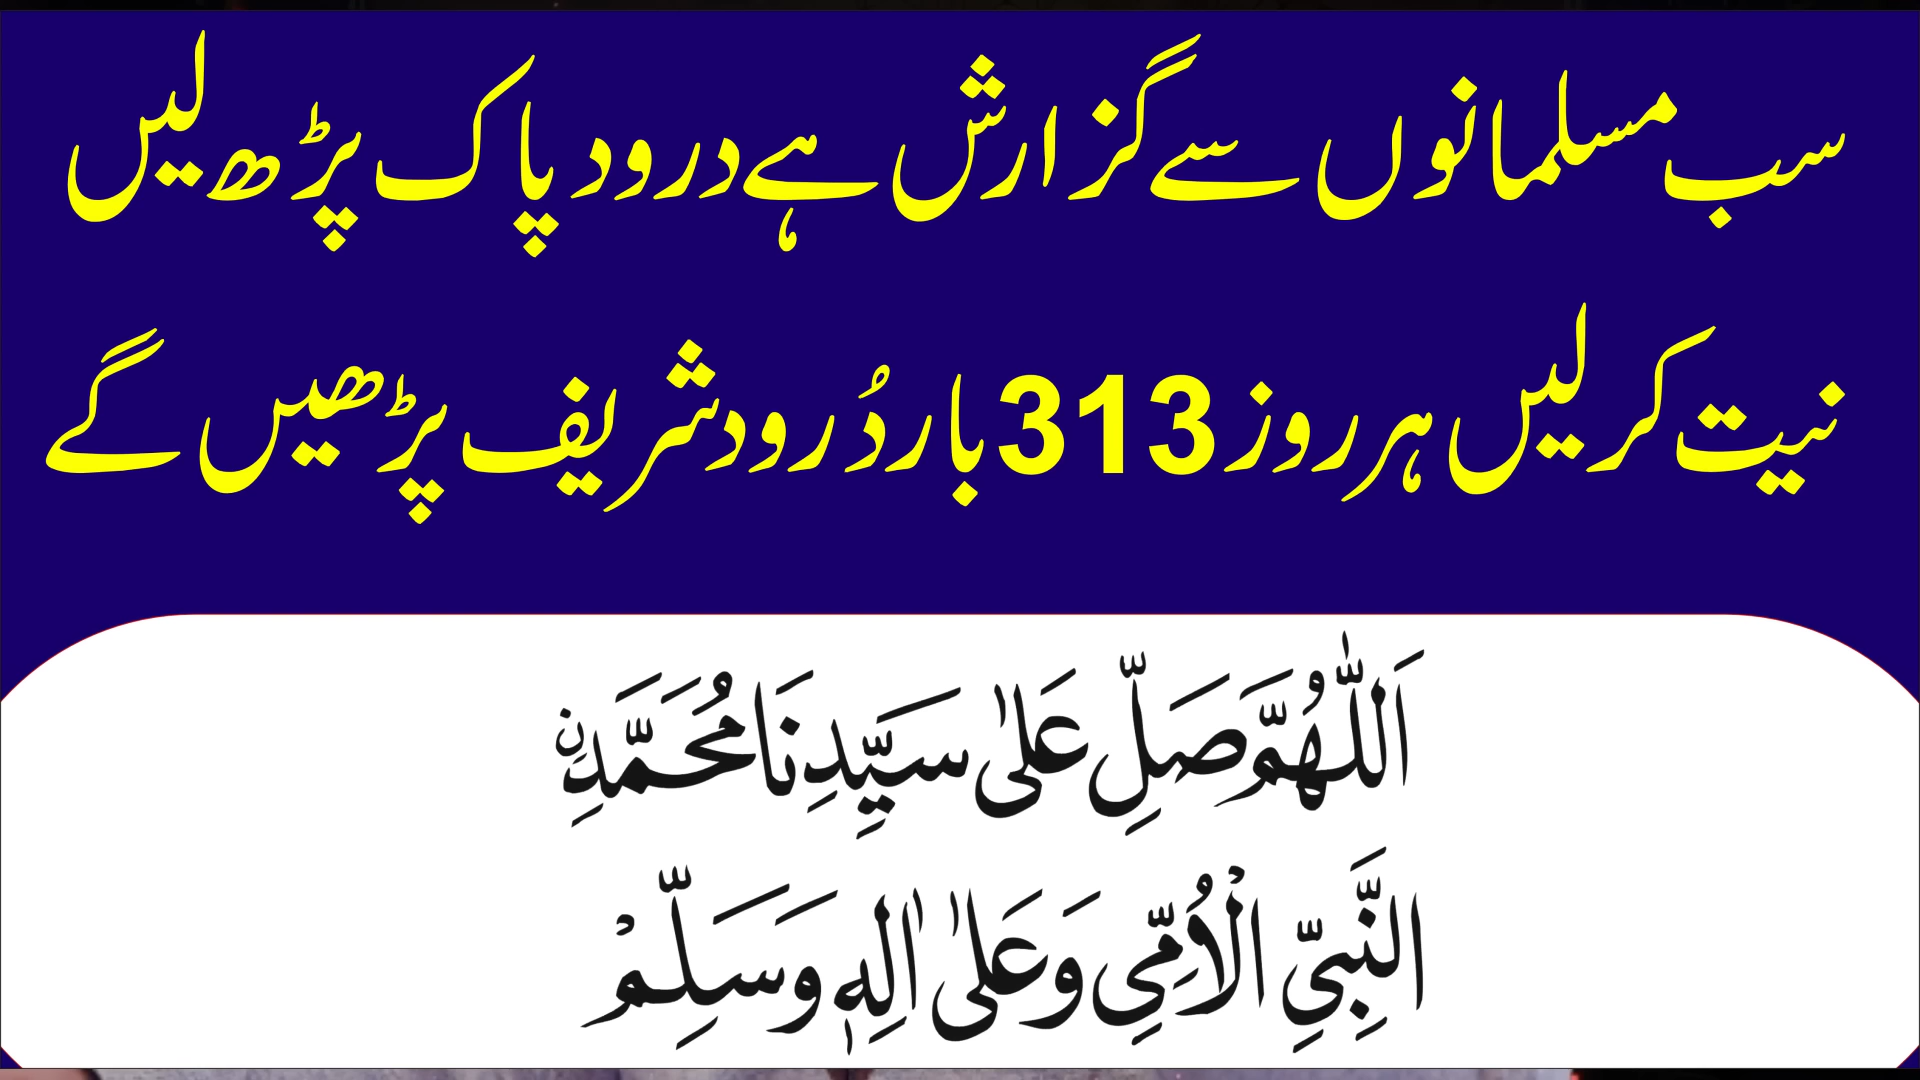 سب مسلمانوں سے گزارش ہے درود پاک پڑھ لیں
نیت کرلیں ہر روز 313 بار دُرود شریف پڑھیں گے
اَللّٰهُمَّ صَلِّ عَلٰی سَیِّدِنَا مُحَمَّدِنِ
النَّبِیِّ الْاُمِّیِ وَعَلٰی اٰلِهٖ وَسَلِّمْ